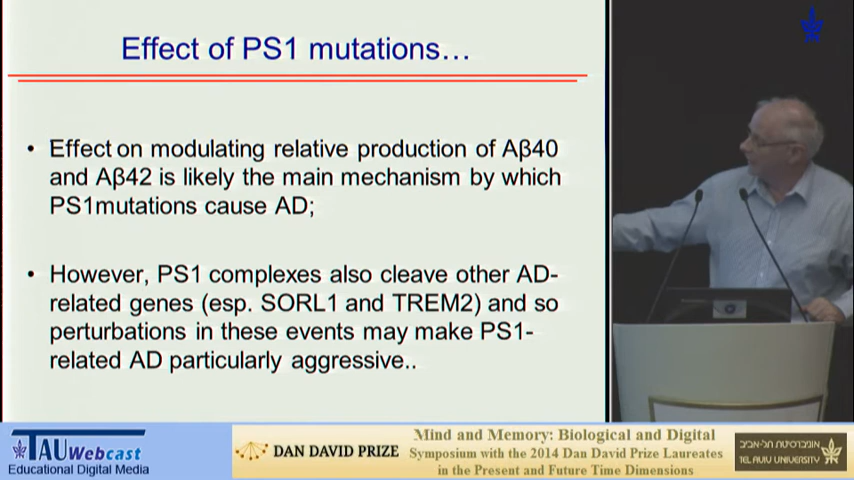 Effect of PS1 mutations…
• Effect on modulating relative production of Aβ40
and Aβ42 is likely the main mechanism by which
PS1mutations cause AD;
• However, PS1 complexes also cleave other AD-
related genes (esp. SORL1 and TREM2) and so
perturbations in these events may make PS1-
related AD particularly aggressive..
TAU Webcast
Educational Digital Media
DAN DAVID PRIZE
Mind and Memory: Biological and Digital
Symposium with the 2014 Dan David Prize Laureates
in the Present and Future Time Dimensions
אוניברסיטת תל-אביב
TEL AVIV UNIVERSITY